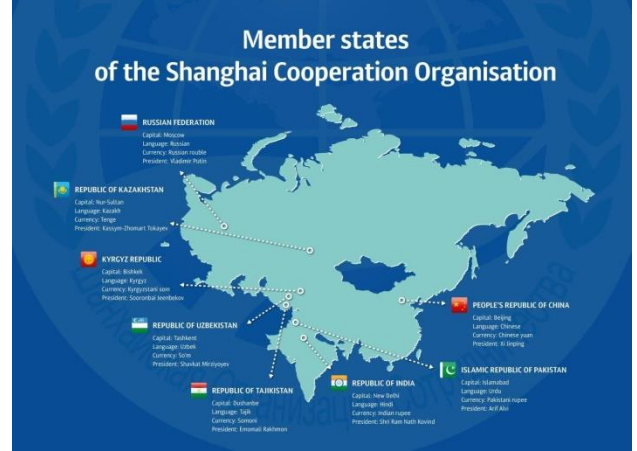 Member states
of the Shanghai Cooperation Organisation
RUSSIAN FEDERATION
Capital: Moscow
Language: Russian
Currency: Russian rouble
President: Vladimir Putin
REPUBLIC OF KAZAKHSTAN
Capital: Nur-Sultan
Language: Kazakh
Currency: Tenge
President: Kassym-Zhomart Tokayev
KYRGYZ REPUBLIC
Capital: Bishkek
Language: Kyrgyz
Currency: Kyrgyzstani som
President: Sooronbai Jeenbekov
REPUBLIC OF UZBEKISTAN
Capital: Tashkent
Language: Uzbek
Currency: So'm
President: Shavkat Mirziyoyev
REPUBLIC OF TAJIKISTAN
Capital: Dushanbe
Language: Tajik
Currency: Somoni
President: Emomali Rakhmon
REPUBLIC OF INDIA
Capital: New Delhi
Language: Hindi
Currency: Indian rupee
President: Shri Ram Nath Kovind
PEOPLE'S REPUBLIC OF CHINA
Capital: Beijing
Language: Chinese
Currency: Chinese yuan
President: Xi Jinping
ISLAMIC REPUBLIC OF PAKISTAN
Capital: Islamabad
Language: Urdu
Currency: Pakistani rupee
President: Arif Alvi